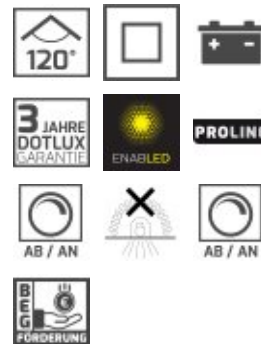 120°
+ -
3 JAHRE
DOTLUX
GARANTIE
ENABLED
PROLINE
AB / AN
AB / AN
BEG
FÖRDERUNG